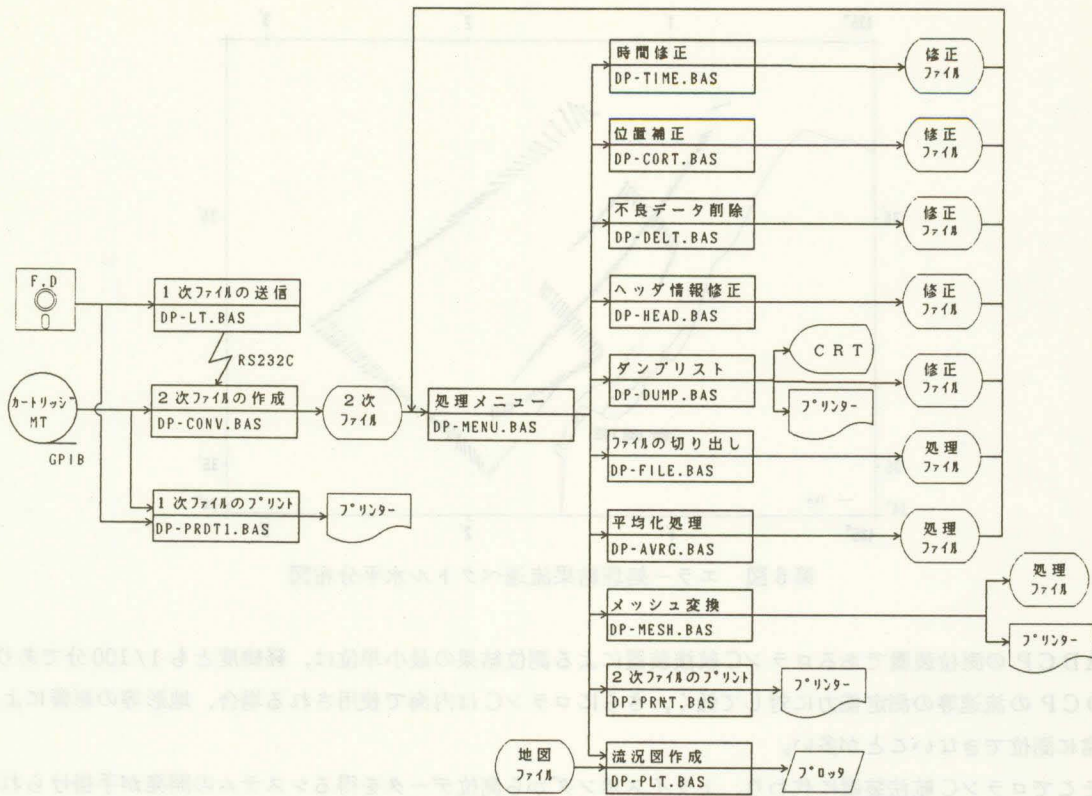 時間修正
DP-TIME.BAS
修正
ファイル
位置補正
DP-CORT.BAS
修正
ファイル
不良データ削除
DP-DELT.BAS
修正
ファイル
F.D
1次ファイルの送信
DP-LT.BAS
ヘッダ情報修正
DP-HEAD.BAS
修正
ファイル
RS232C
ダンプリスト
DP-DUMP.BAS
CRT
修正
ファイル
プリンター
カートリッジ
MT
GPIB
2次ファイルの作成
DP-CONV.BAS
2次
ファイル
処理メニュー
DP-MENU.BAS
ファイルの切り出し
DP-FILE.BAS
処理
ファイル
1次ファイルのプリント
DP-PRDT1.BAS
プリンター
平均化処理
DP-AVRG.BAS
処理
ファイル
メッシュ変換
DP-MESH.BAS
処理
ファイル
プリンター
2次ファイルのプリント
DP-PRNT.BAS
プリンター
地図
ファイル
流況図作成
DP-PLT.BAS
プロッタ